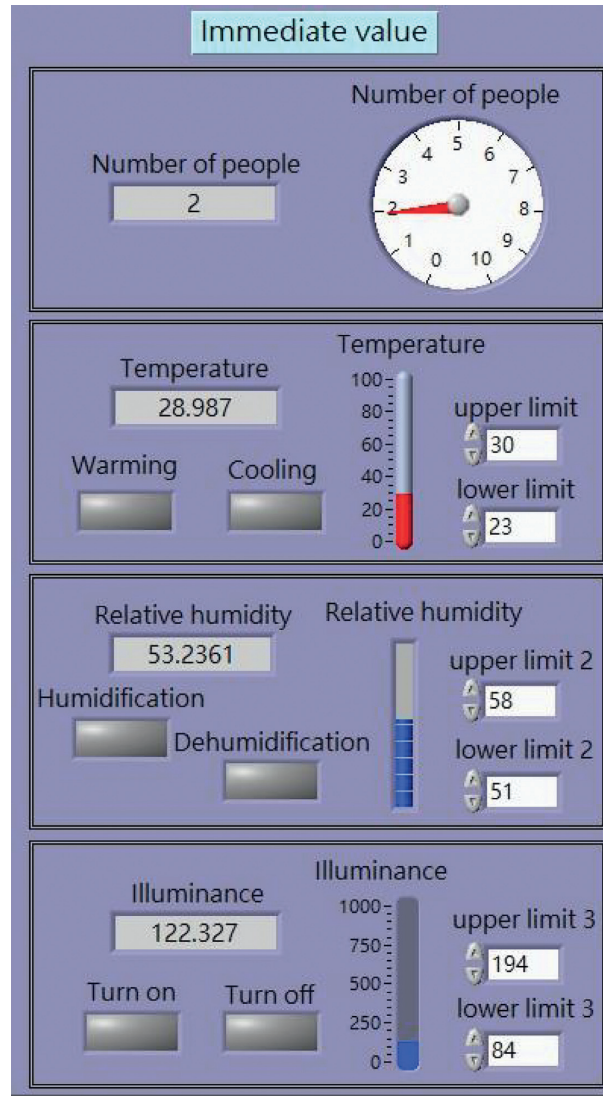 Immediate value
Number of people
2
Number of people
0 1 2 3 4 5 6 7 8 9 10
Temperature
28.987
Warming
Cooling
Temperature
100
80
60
40
20
0
upper limit
30
lower limit
23
Relative humidity
53.2361
Humidification
Dehumidification
Relative humidity
upper limit 2
58
lower limit 2
51
Illuminance
122.327
Turn on
Turn off
Illuminance
1000
750
500
250
0
upper limit 3
194
lower limit 3
84